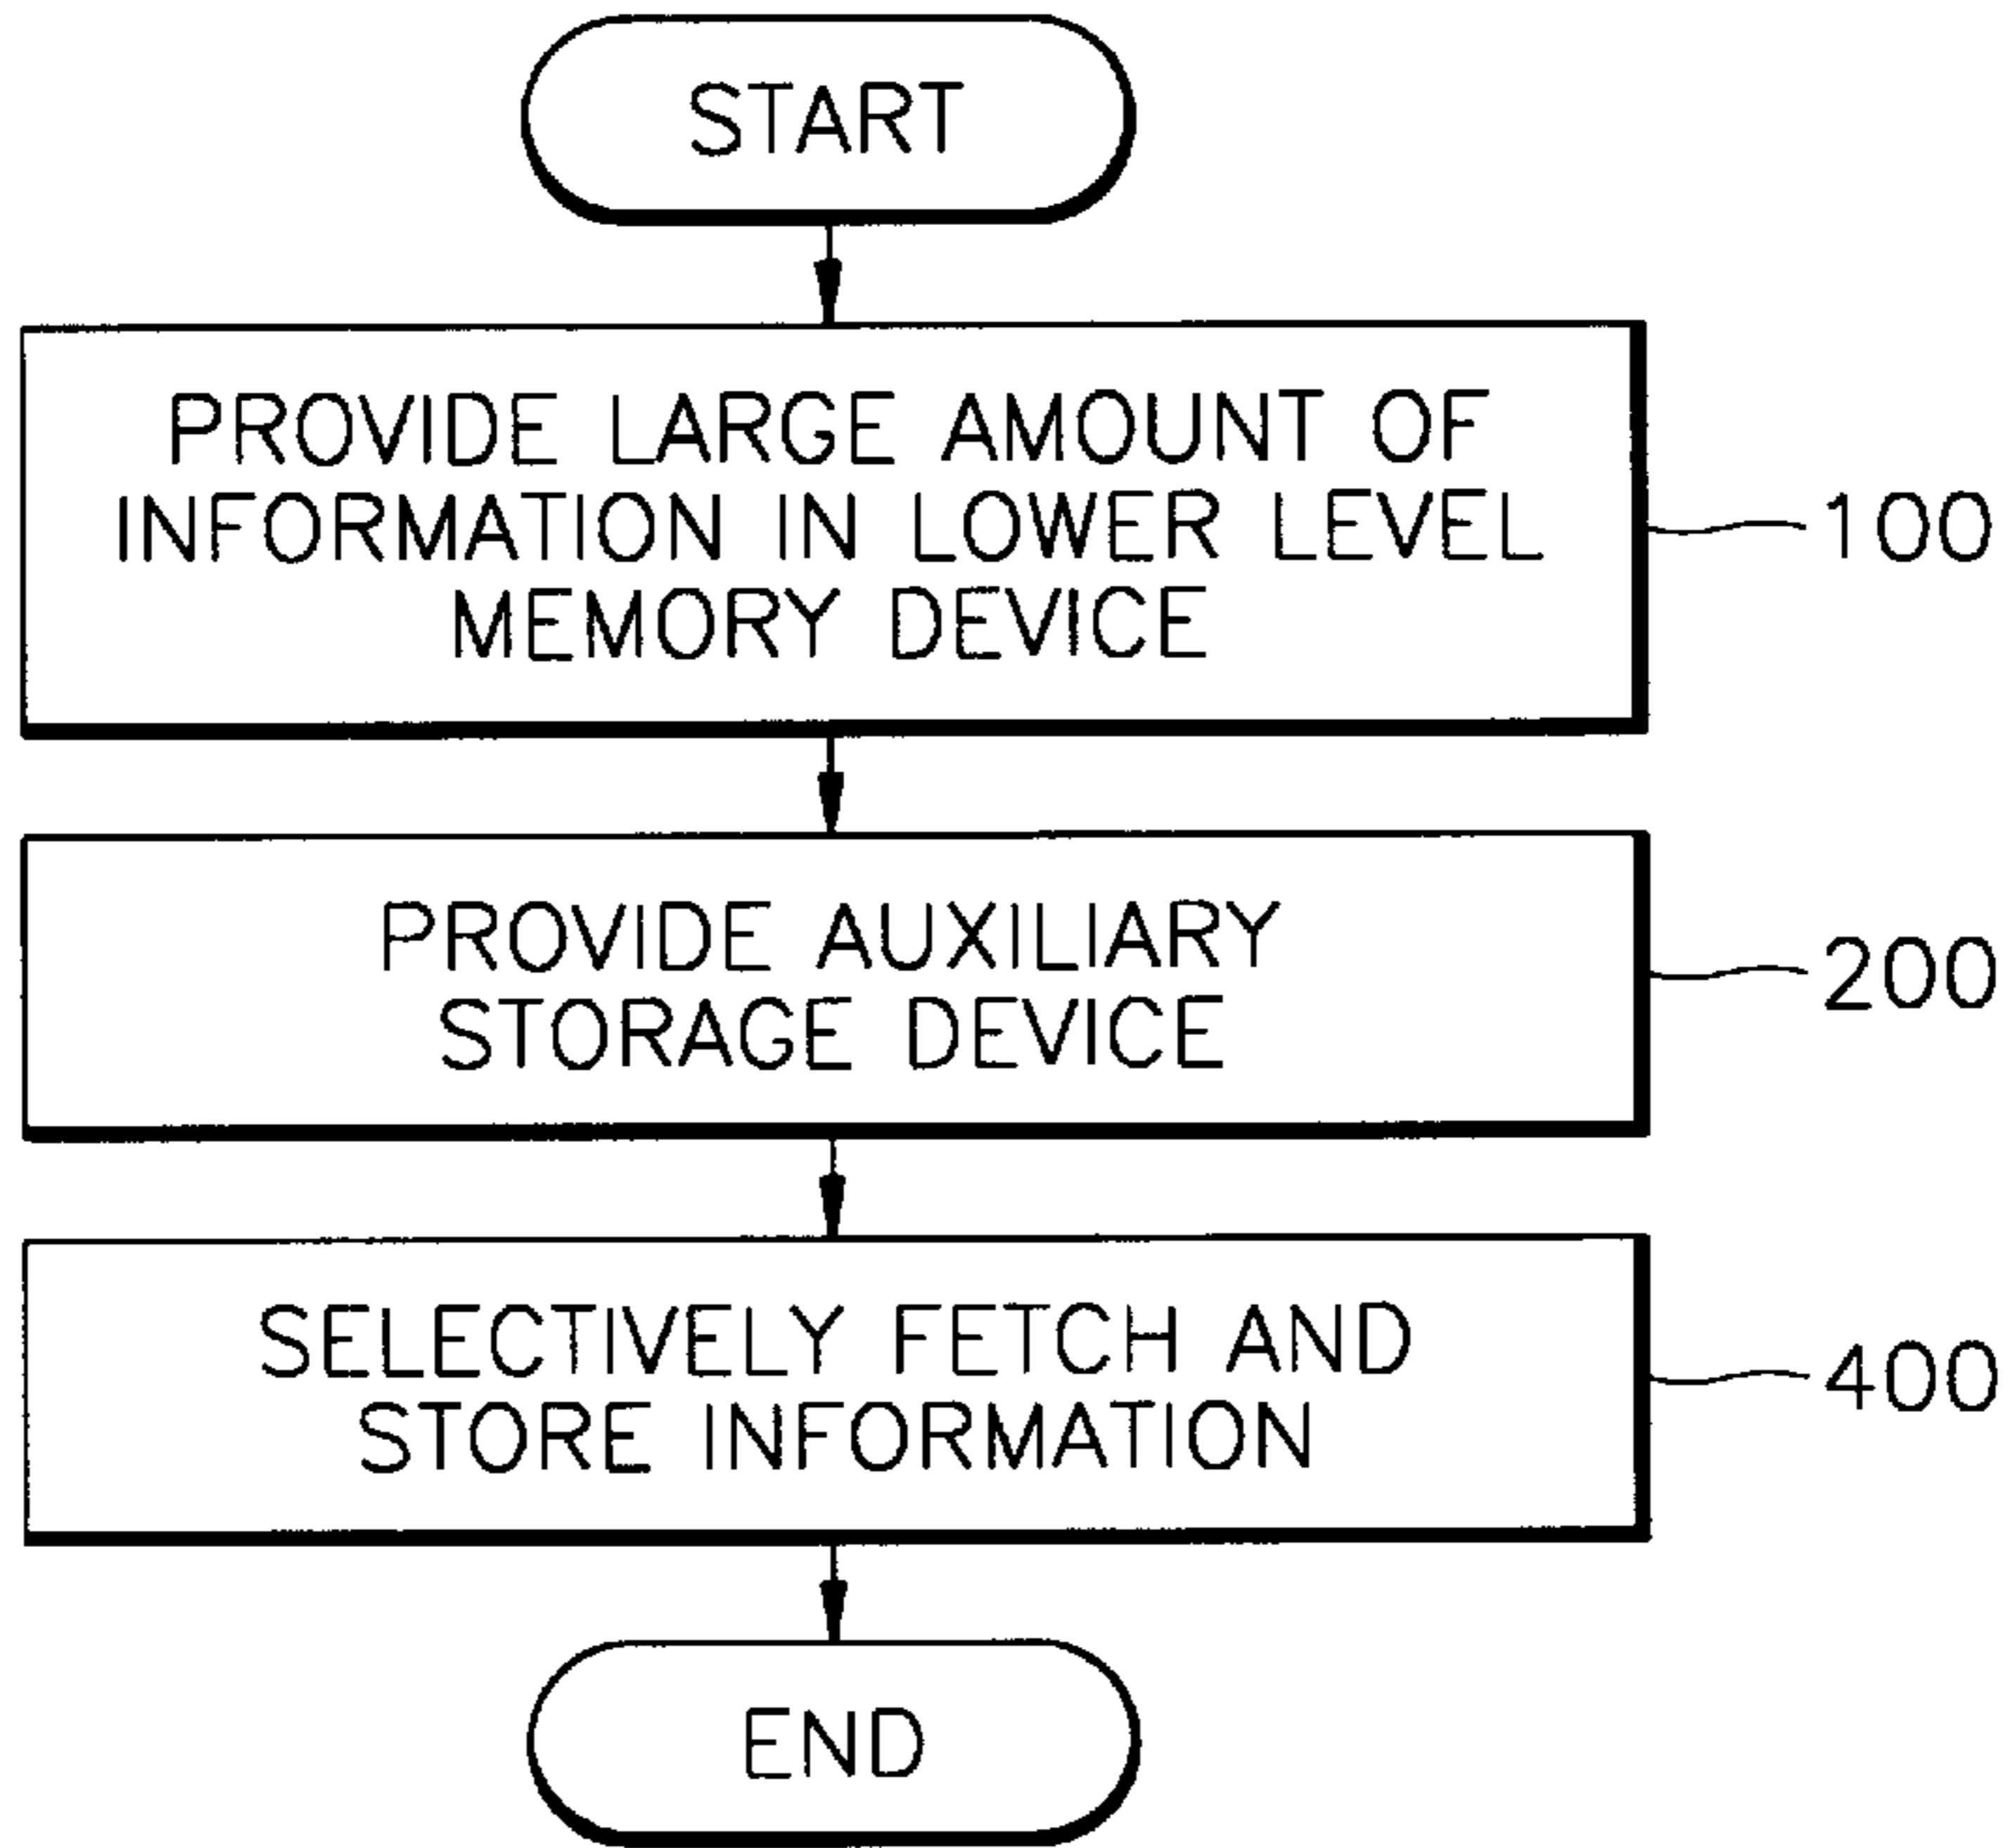 START
PROVIDE LARGE AMOUNT OF
INFORMATION IN LOWER LEVEL
MEMORY DEVICE
100
PROVIDE AUXILIARY
STORAGE DEVICE
200
SELECTIVELY FETCH AND
STORE INFORMATION
400
END